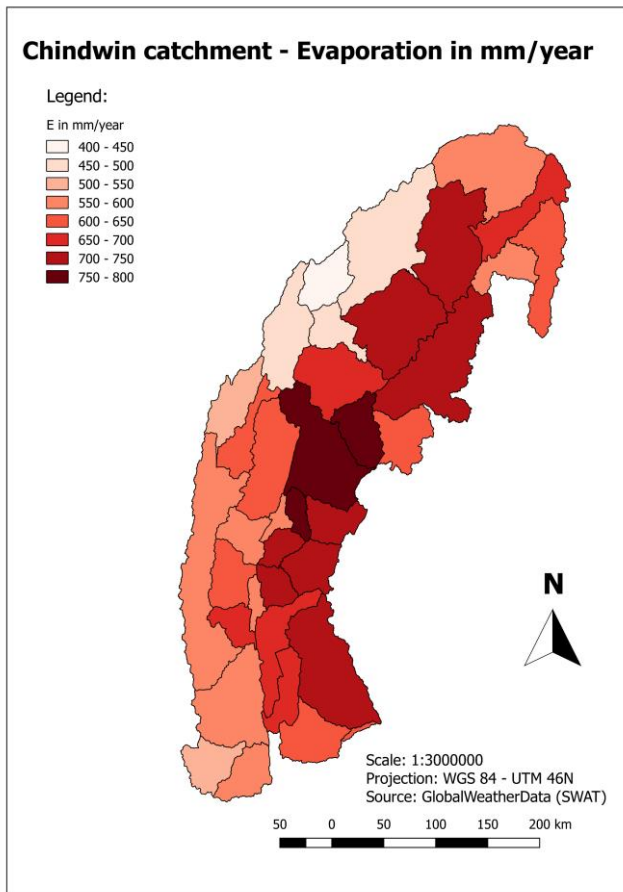 Chindwin catchment - Evaporation in mm/year
Legend:
E in mm/year
400 - 450
450 - 500
500 - 550
550 - 600
600 - 650
650 - 700
700 - 750
750 - 800
N
Scale: 1:3000000
Projection: WGS 84 - UTM 46N
Source: GlobalWeatherData (SWAT)
50 0 50 100 150 200 km